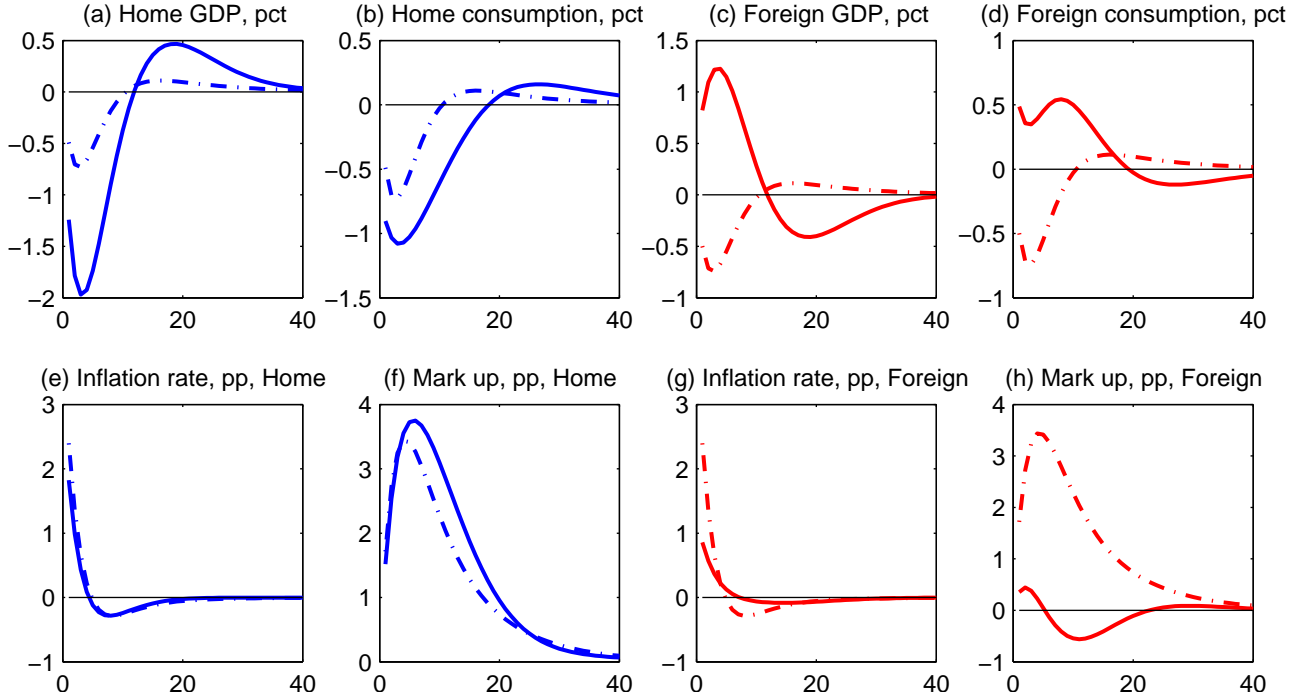 (a) Home GDP, pct
0.5
0
−0.5
−1
−1.5
−2
0 20 40
(b) Home consumption, pct
0.5
0
−0.5
−1
−1.5
0 20 40
(c) Foreign GDP, pct
1.5
1
0.5
0
−0.5
−1
0 20 40
(d) Foreign consumption, pct
1
0.5
0
−0.5
−1
0 20 40
(e) Inflation rate, pp, Home
3
2
1
0
−1
0 20 40
(f) Mark up, pp, Home
4
3
2
1
0
0 20 40
(g) Inflation rate, pp, Foreign
3
2
1
0
−1
0 20 40
(h) Mark up, pp, Foreign
4
3
2
1
0
−1
0 20 40